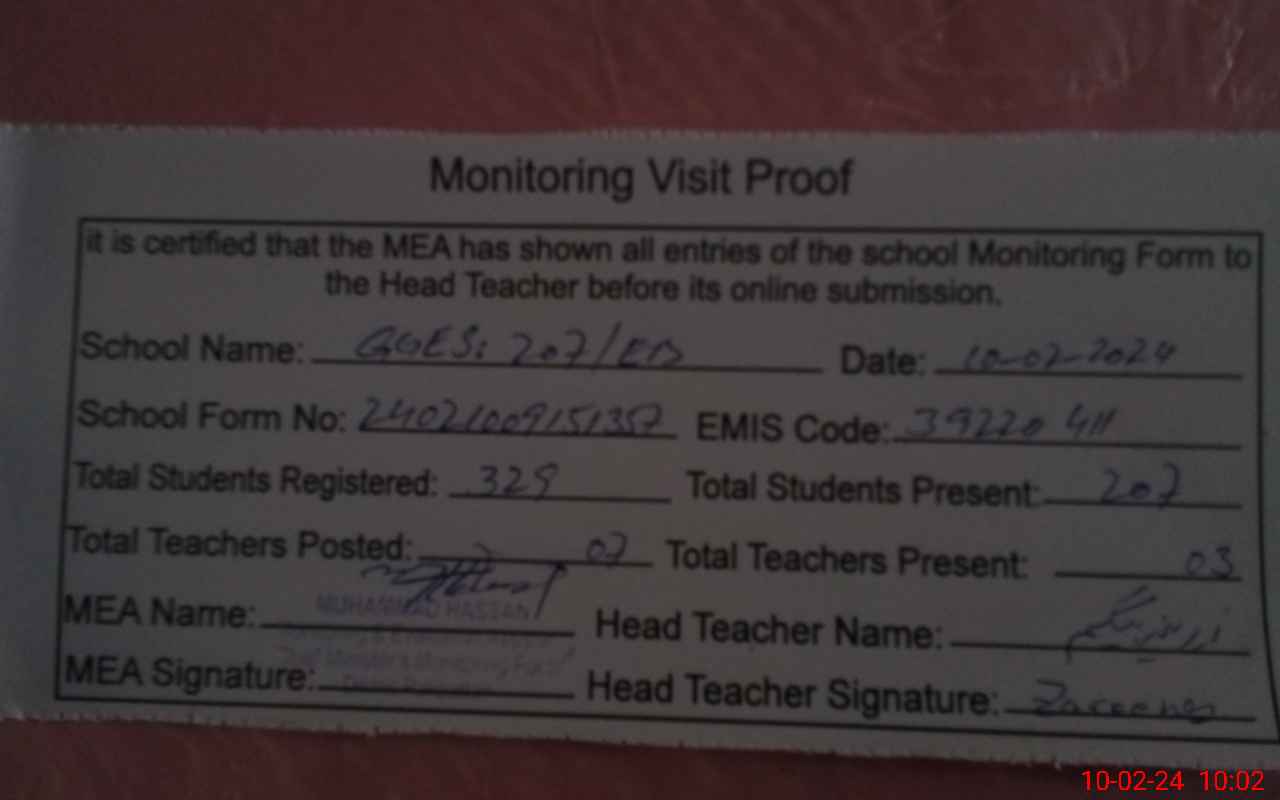 Monitoring Visit Proof
it is certified that the MEA has shown all entries of the school Monitoring Form to
the Head Teacher before its online submission.
School Name: GGES: 207/EB Date: 10-02-2024
School Form No: 24021009151357 EMIS Code: 39220411
Total Students Registered: 329 Total Students Present: 207
Total Teachers Posted: 07 Total Teachers Present: 03
MEA Name: MUHAMMAD HASSAN Head Teacher Name:
MEA Signature: Head Teacher Signature:
10-02-24 10:02